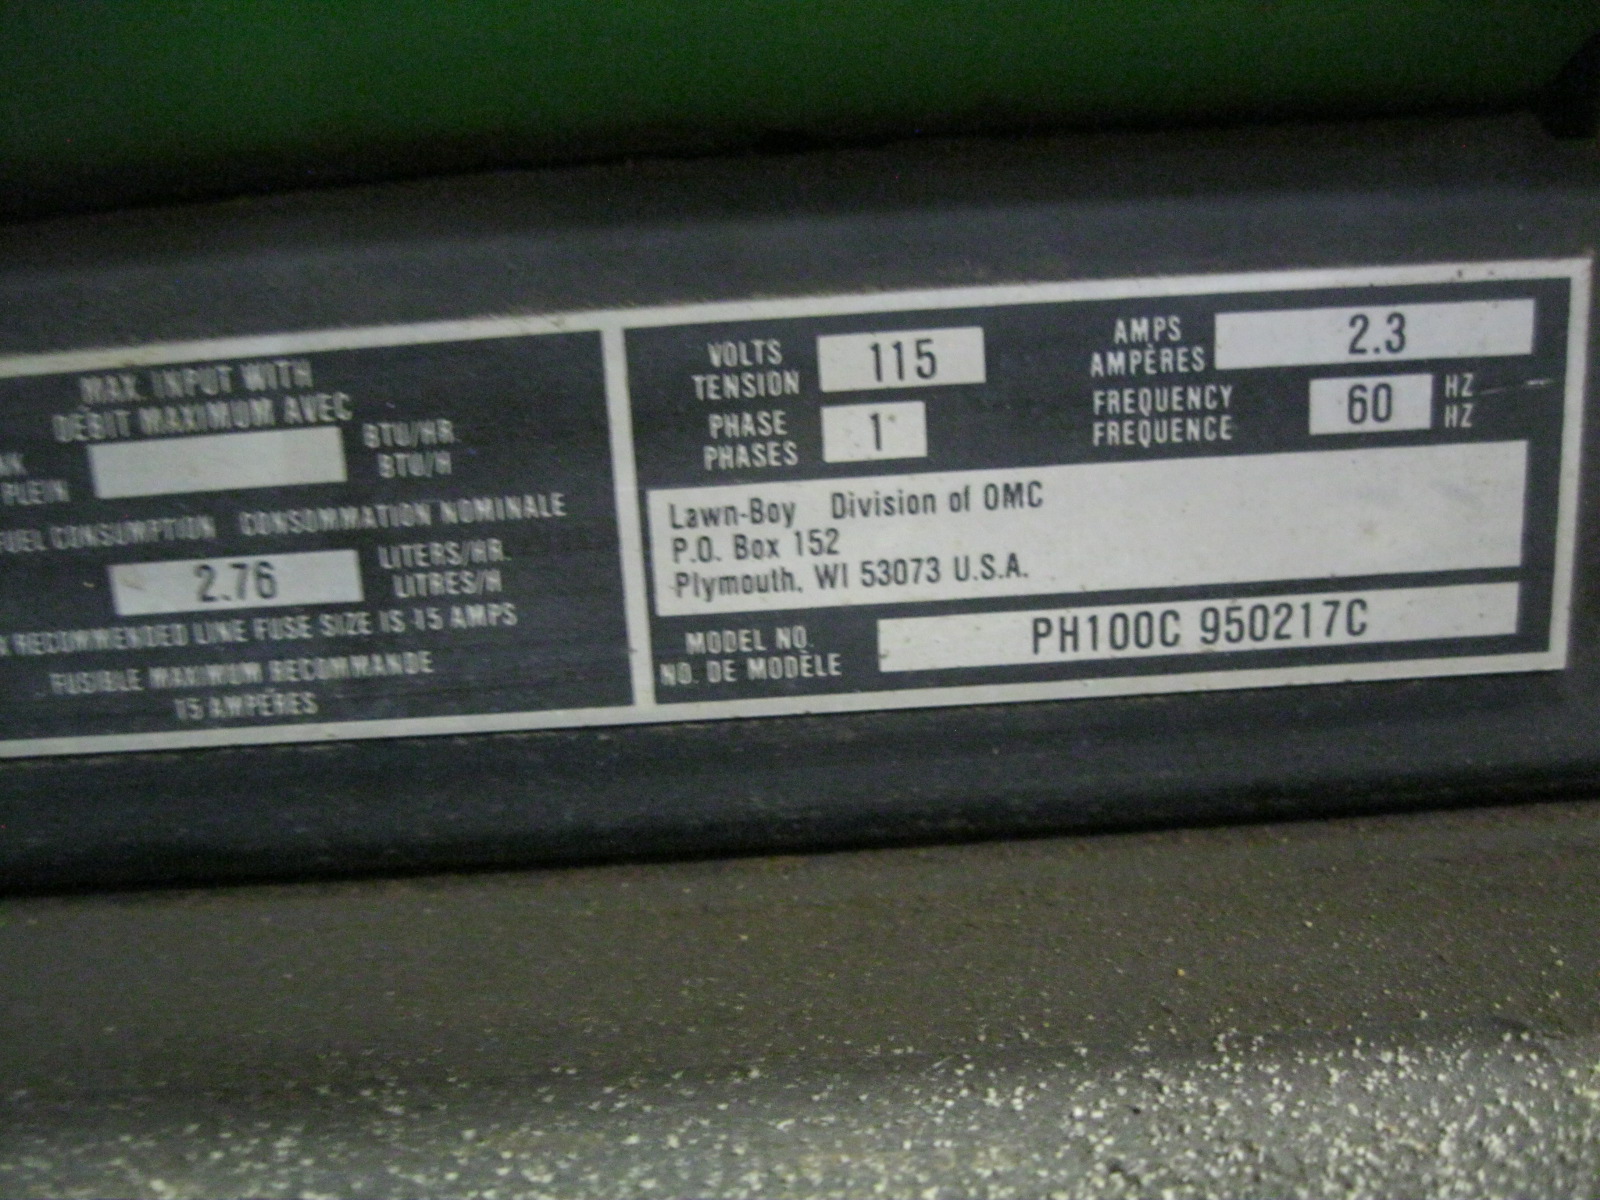 MAX. INPUT WITH
DÉBIT MAXIMUM AVEC
BTU/HR.
PLEIN BTU/H
FUEL CONSUMPTION CONSOMMATION NOMINALE
2.76 LITERS/HR.
LITRES/H
RECOMMENDED LINE FUSE SIZE IS 15 AMPS
FUSIBLE MAXIMUM RECOMMANDE
15 AMPÈRES
VOLTS
TENSION 115
PHASE
PHASES 1
AMPS
AMPÈRES 2.3
FREQUENCY
FREQUENCE 60 HZ
HZ
Lawn-Boy Division of OMC
P.O. Box 152
Plymouth, WI 53073 U.S.A.
MODEL NO.
NO. DE MODÈLE PH100C 950217C